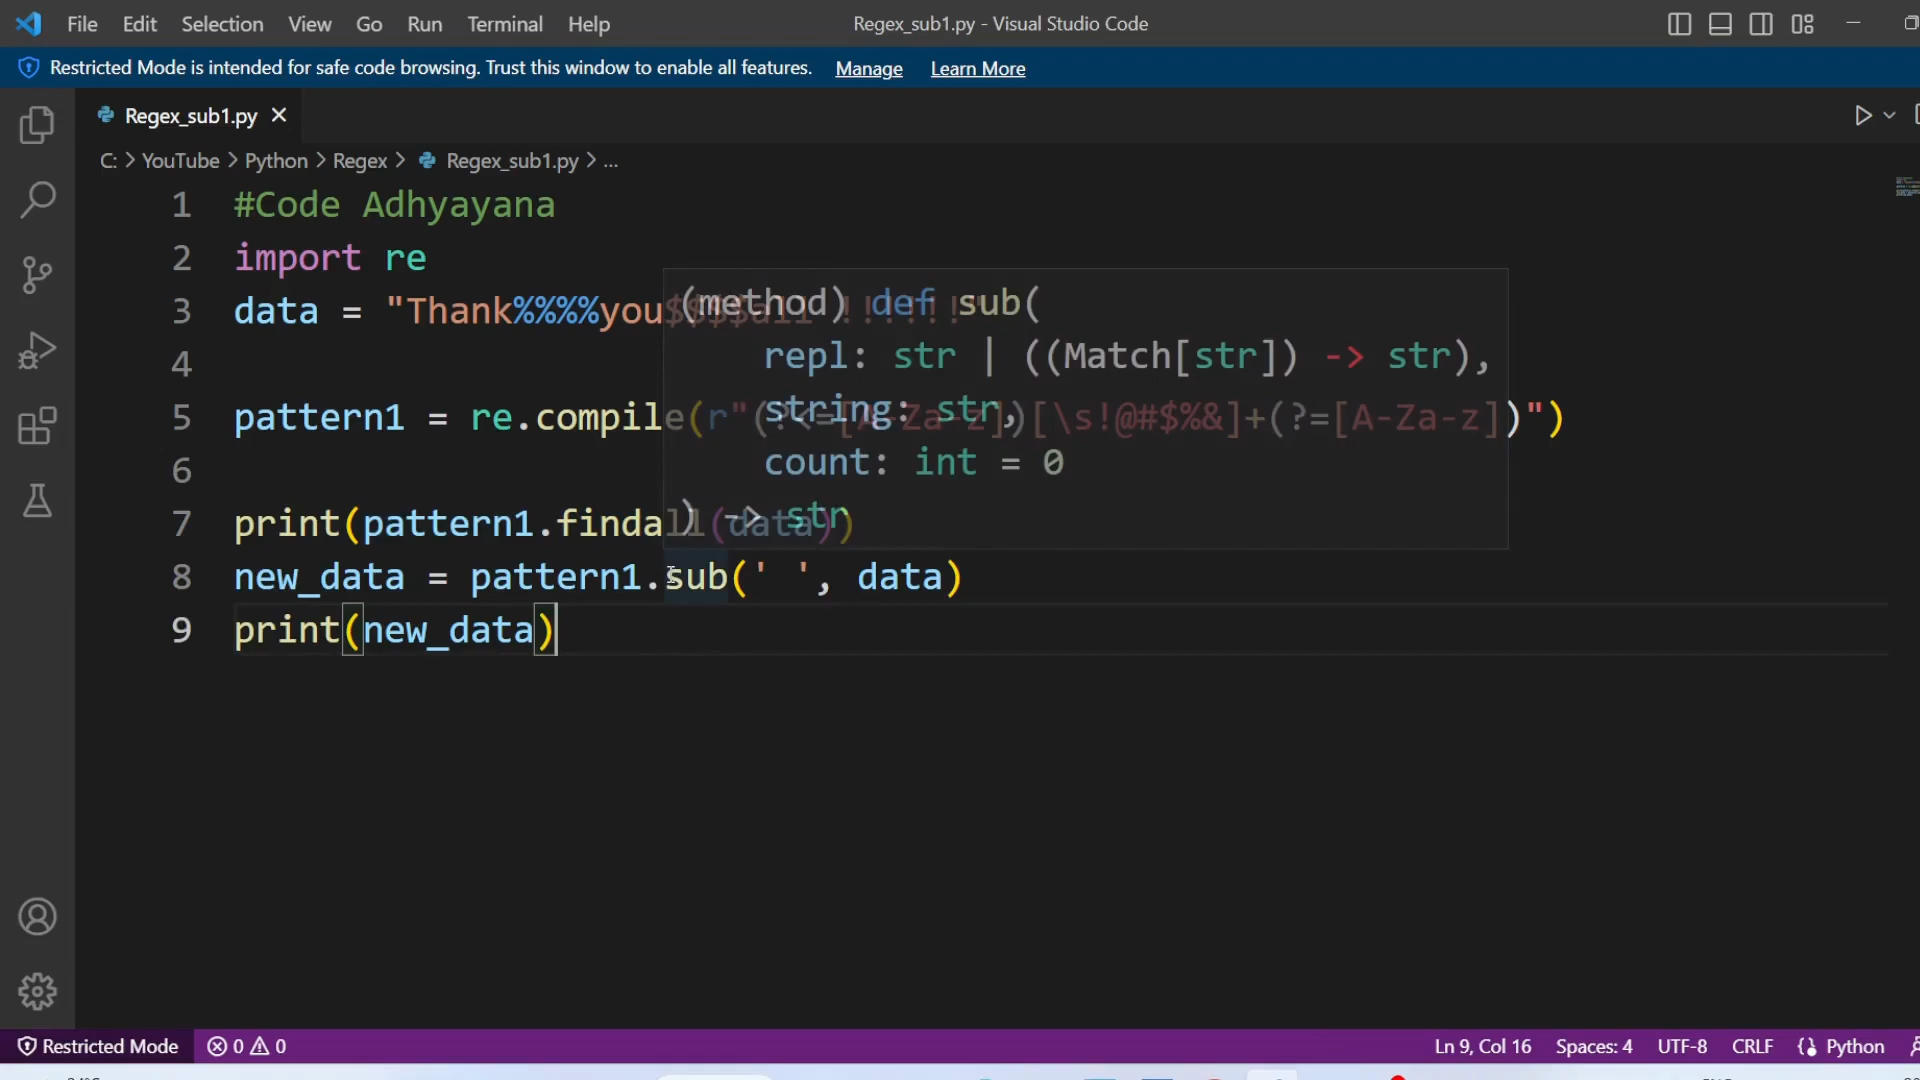 File Edit Selection View Go Run Terminal Help Regex_sub1.py - Visual Studio Code
Restricted Mode is intended for safe code browsing. Trust this window to enable all features. Manage Learn More
Regex_sub1.py
C: > YouTube > Python > Regex > Regex_sub1.py > ...
1 #Code Adhyayana
2 import re
3 data = "Thank%%%%you$$$$all !!!!!!"
4
5 pattern1 = re.compile(r"(?<=[A-Za-z])[\s!@#$%&]+(?=[A-Za-z])")
6
7 print(pattern1.findall(data))
8 new_data = pattern1.sub(' ', data)
9 print(new_data)
(method) def sub(
repl: str | ((Match[str]) -> str),
string: str,
count: int = 0
) -> str
Restricted Mode 0 0 Ln 9, Col 16 Spaces: 4 UTF-8 CRLF Python